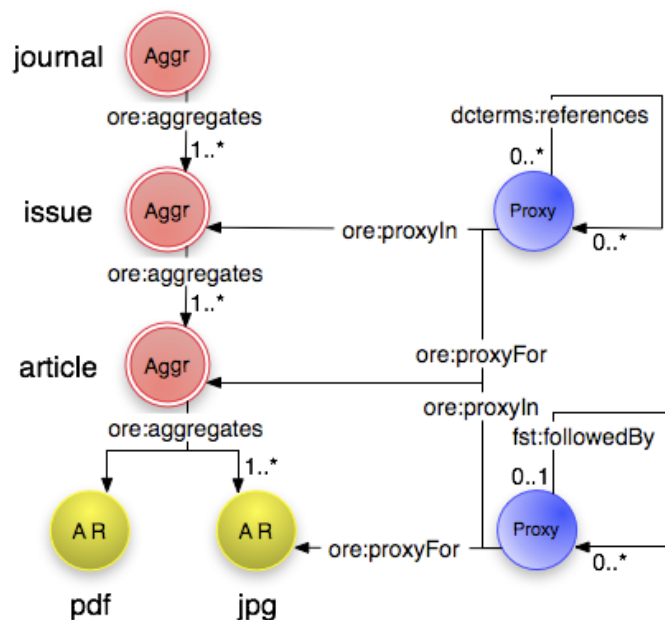 journal
Aggr
ore:aggregates
1..*
dcterms:references
0..*
issue
Aggr
Proxy
ore:proxyIn
0..*
ore:aggregates
1..*
article
Aggr
ore:proxyFor
ore:proxyIn
ore:aggregates
fst:followedBy
1..*
0..1
A R
A R
Proxy
ore:proxyFor
0..*
pdf
jpg